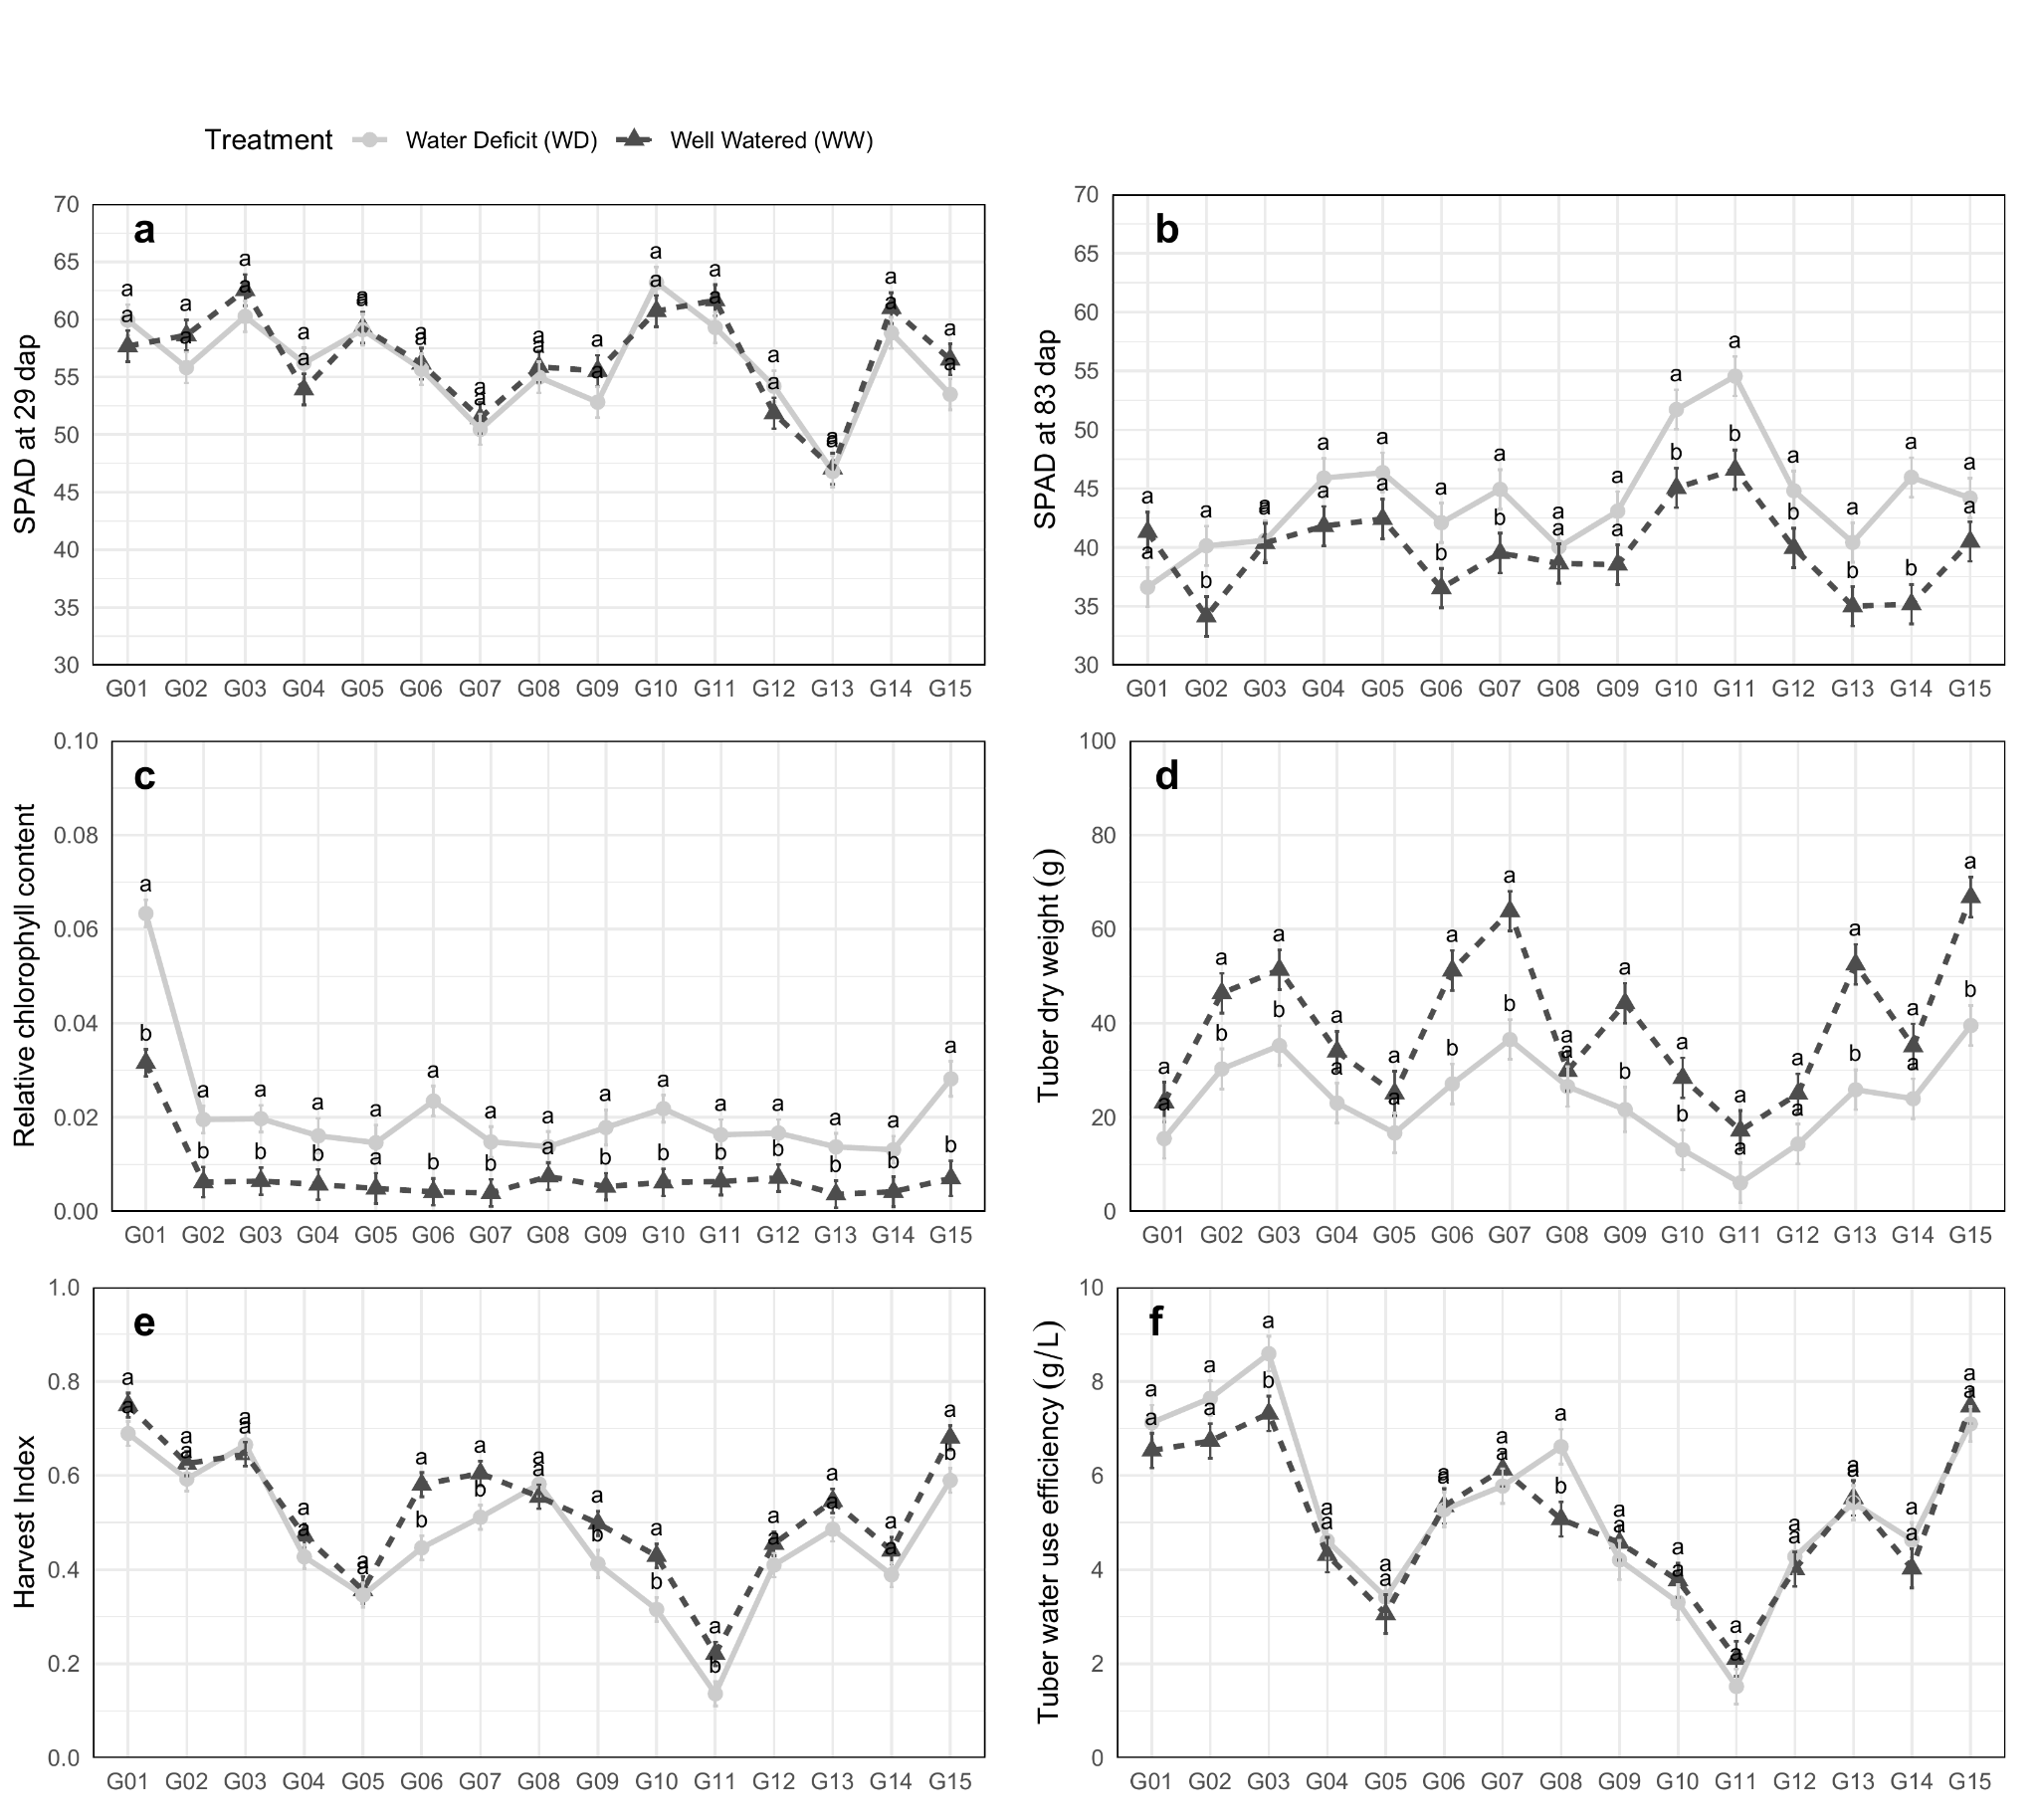 Treatment Water Deficit (WD) Well Watered (WW)
a
SPAD at 29 dap
70
65
60
55
50
45
40
35
30
a a a a a a a a a a a a a a a
a a a a a a a a a a a a a a a
G01 G02 G03 G04 G05 G06 G07 G08 G09 G10 G11 G12 G13 G14 G15
b
SPAD at 83 dap
70
65
60
55
50
45
40
35
30
a a a a a a a a a a a a a a a
a b a a a b b a a b b b b b a
G01 G02 G03 G04 G05 G06 G07 G08 G09 G10 G11 G12 G13 G14 G15
c
Relative chlorophyll content
0.10
0.08
0.06
0.04
0.02
0.00
a a a a a a a a a a a a a a a
b b b b a b b a b b b b b b b
G01 G02 G03 G04 G05 G06 G07 G08 G09 G10 G11 G12 G13 G14 G15
d
Tuber dry weight (g)
100
80
60
40
20
0
a a a a a a a a a a a a a a a
a b b a a b b a b b a a b a b
G01 G02 G03 G04 G05 G06 G07 G08 G09 G10 G11 G12 G13 G14 G15
e
Harvest Index
1.0
0.8
0.6
0.4
0.2
0.0
a a a a a a a a a a a a a a a
a a a a a b b a b b b a a a b
G01 G02 G03 G04 G05 G06 G07 G08 G09 G10 G11 G12 G13 G14 G15
f
Tuber water use efficiency (g/L)
10
8
6
4
2
0
a a a a a a a a a a a a a a a
a a b a a a a b a a a a a a a
G01 G02 G03 G04 G05 G06 G07 G08 G09 G10 G11 G12 G13 G14 G15